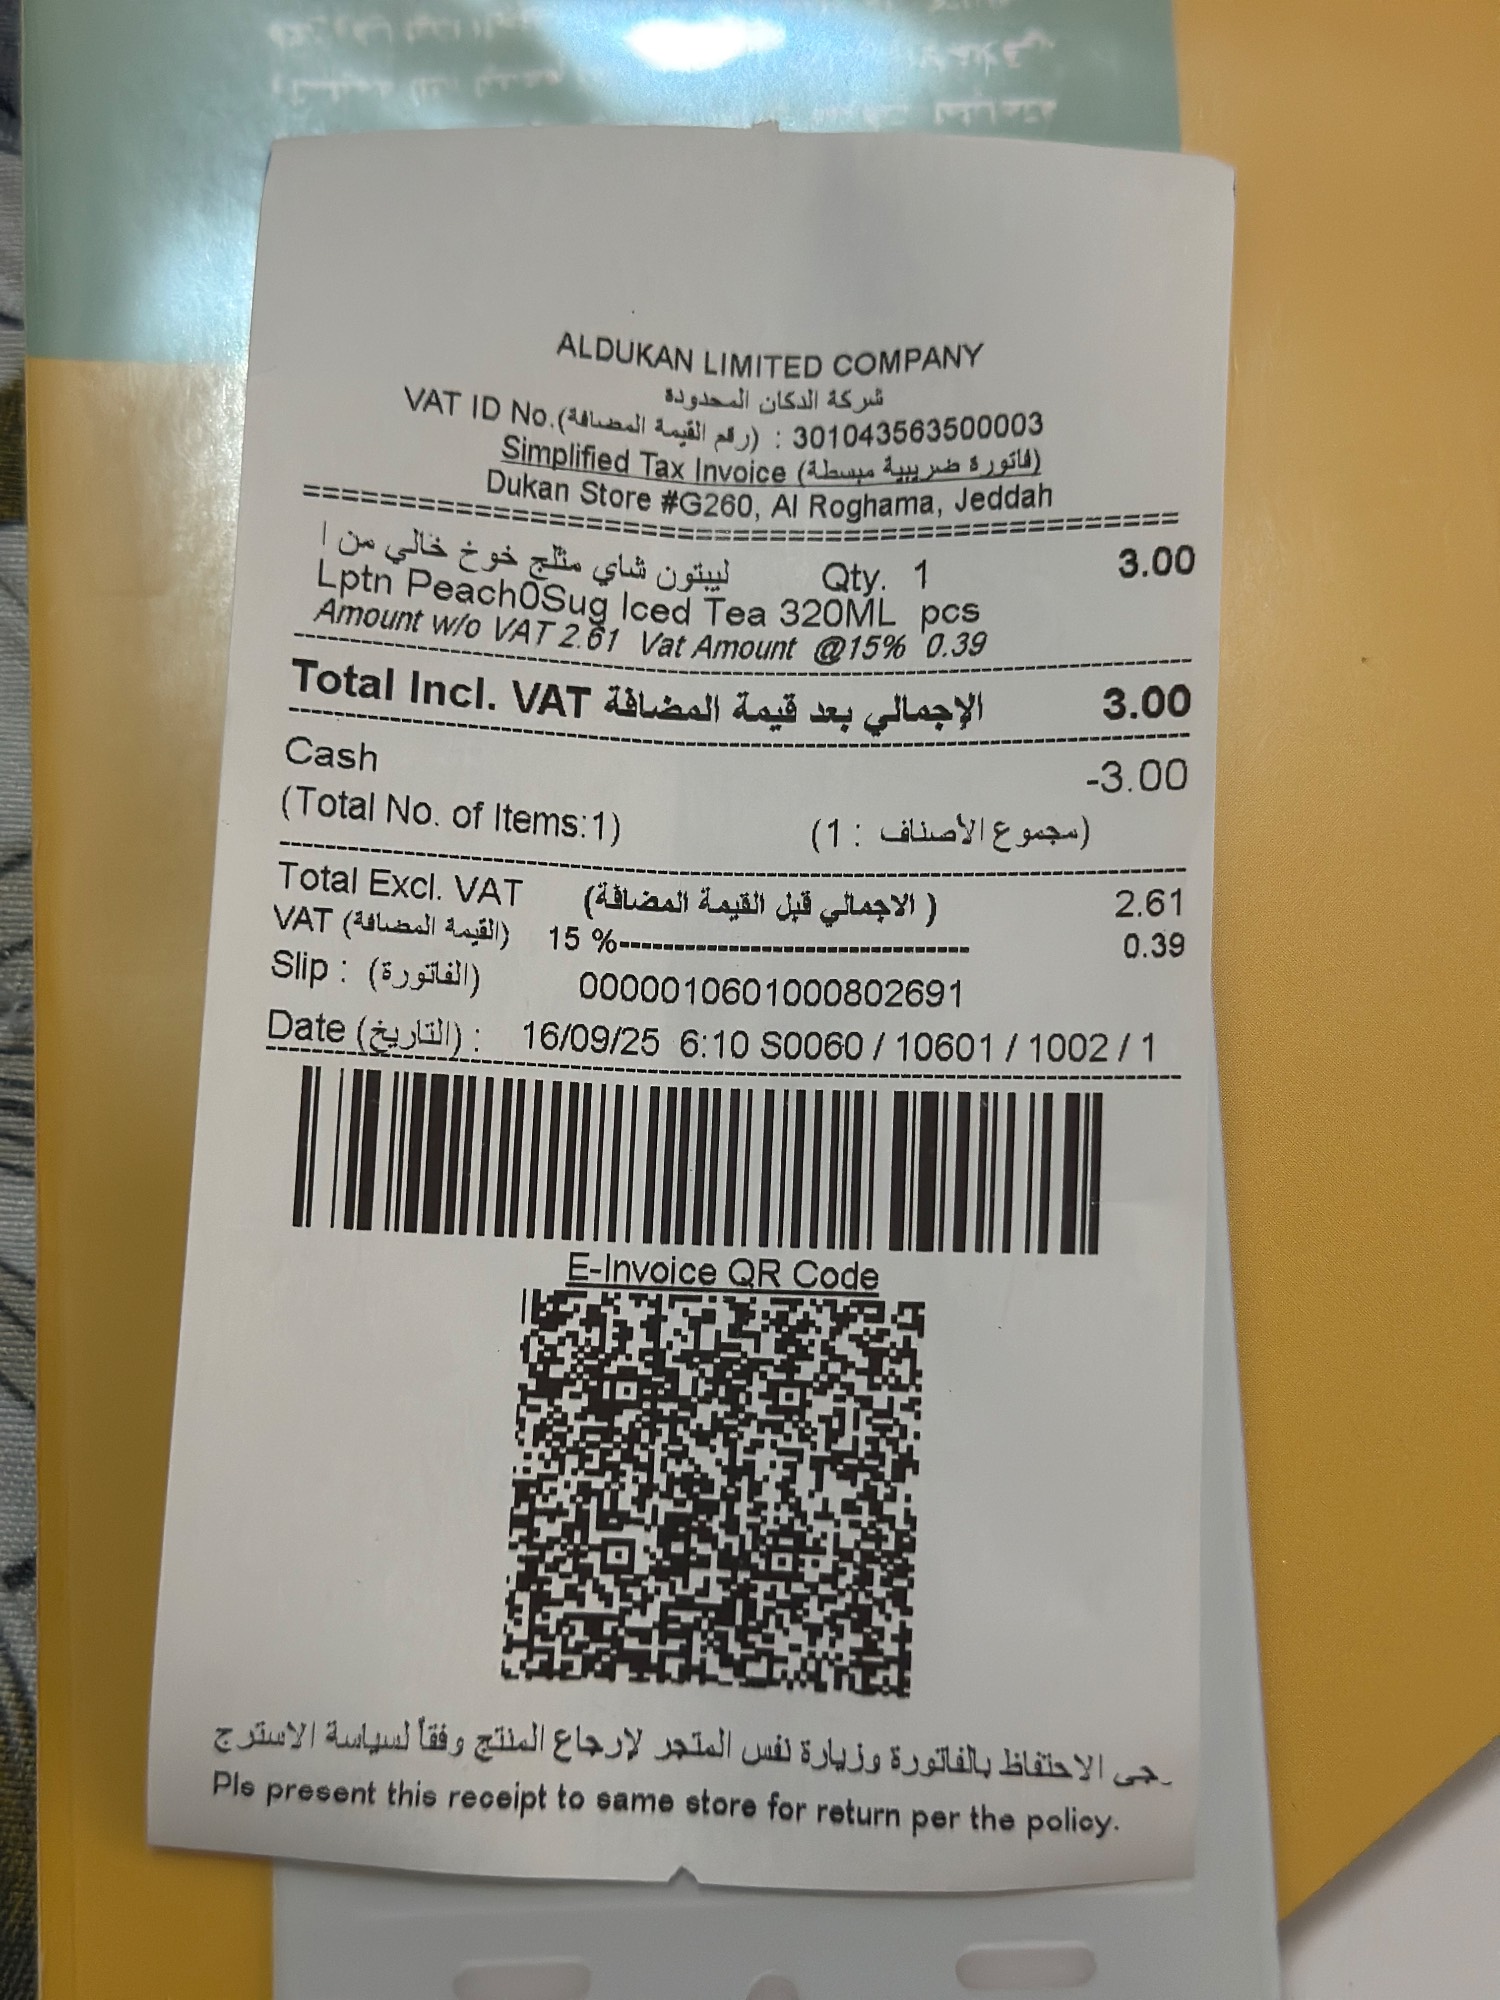 ALDUKAN LIMITED COMPANY
شركة الدكان المحدودة
VAT ID No.(رقم القيمة المضافة) : 301043563500003
Simplified Tax Invoice (فاتورة ضريبية مبسطة)
Dukan Store #G260, Al Roghama, Jeddah
ليبتون شاي مثلج خوخ خالي من ا Qty. 1 3.00
Lptn Peach0Sug Iced Tea 320ML pcs
Amount w/o VAT 2.61 Vat Amount @15% 0.39
Total Incl. VAT الإجمالي بعد قيمة المضافة 3.00
Cash -3.00
(Total No. of Items:1) (مجموع الأصناف : 1)
Total Excl. VAT (الاجمالي قبل القيمة المضافة ) 2.61
VAT (القيمة المضافة) 15 %------------------------------------ 0.39
Slip : (الفاتورة) 0000010601000802691
Date (التاريخ) : 16/09/25 6:10 S0060 / 10601 / 1002 / 1
E-Invoice QR Code
جى الاحتفاظ بالفاتورة وزيارة نفس المتجر لإرجاع المنتج وفقاً لسياسة الاسترج
Pls present this receipt to same store for return per the policy.